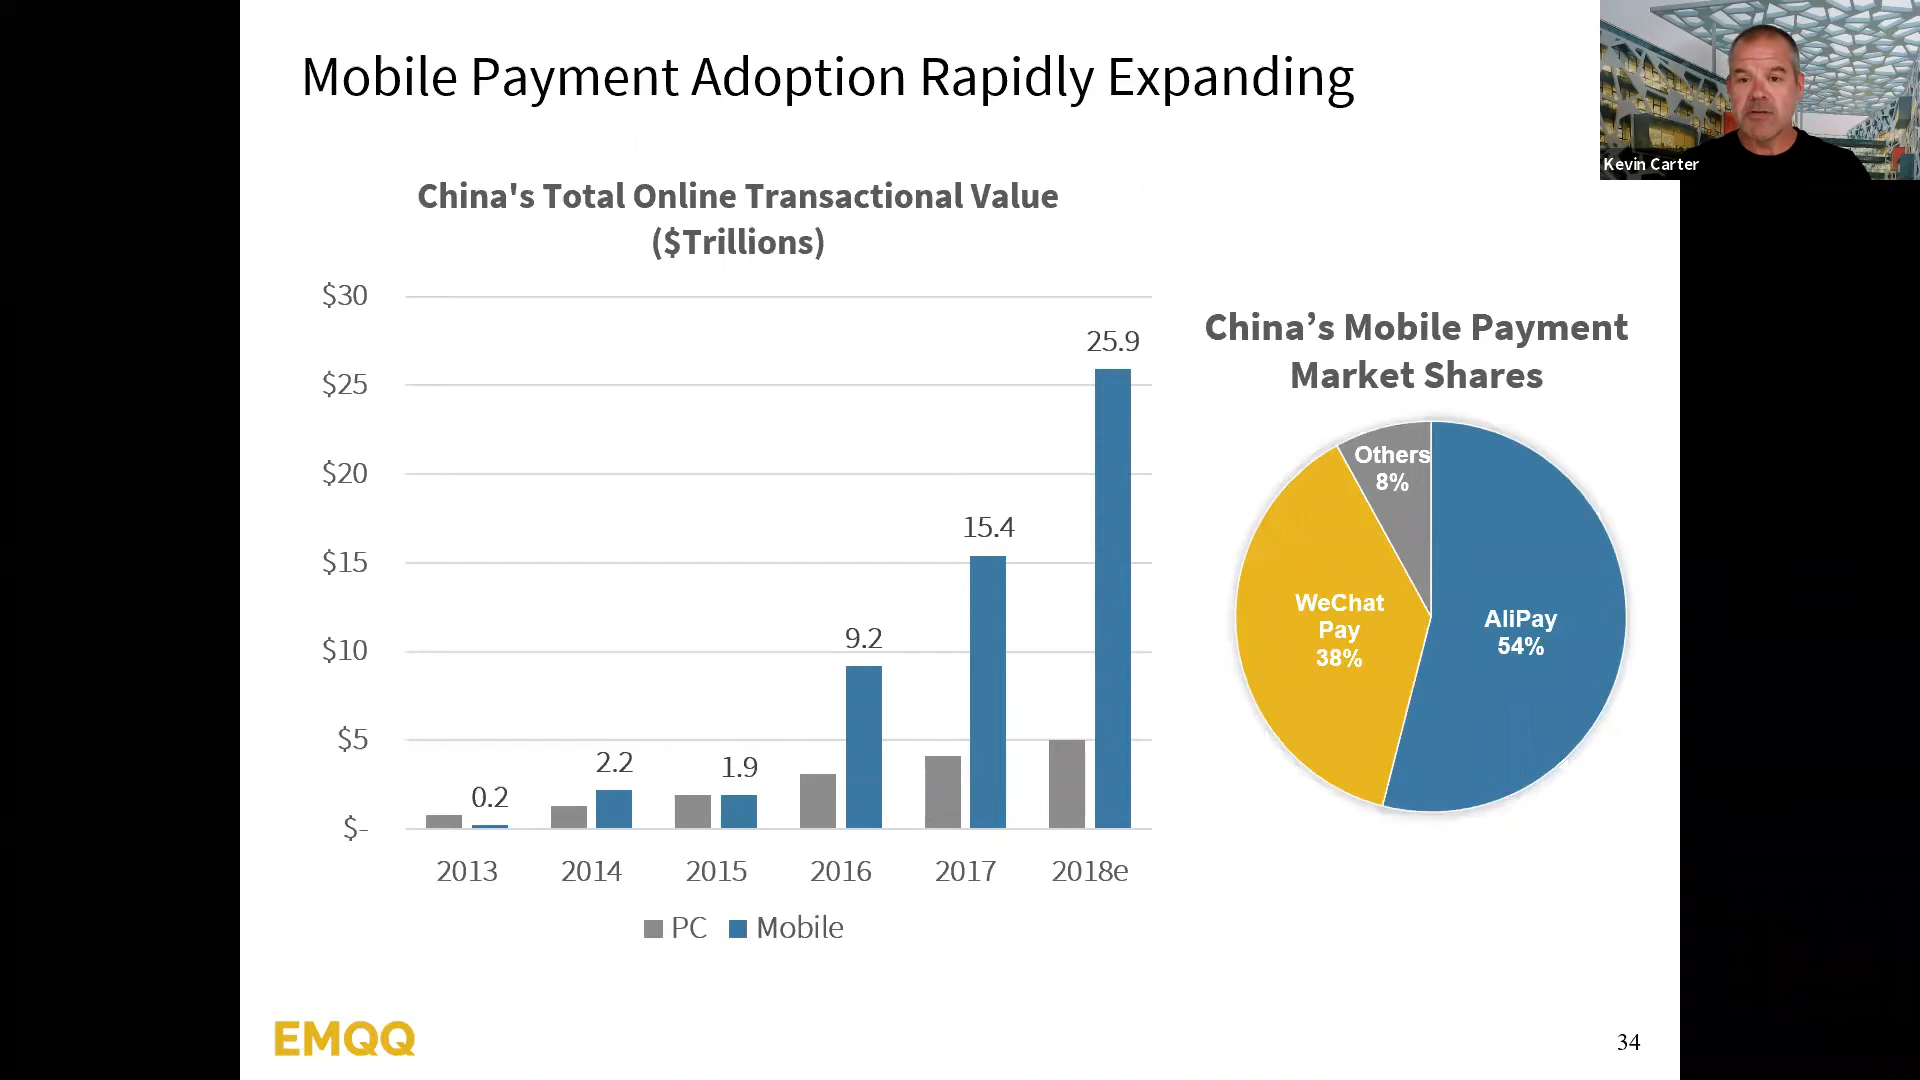 Mobile Payment Adoption Rapidly Expanding
Kevin Carter
China's Total Online Transactional Value
($Trillions)
$30
$25
$20
$15
$10
$5
$-
0.2
2.2
1.9
9.2
15.4
25.9
2013
2014
2015
2016
2017
2018e
PC
Mobile
China’s Mobile Payment
Market Shares
Others
8%
WeChat
Pay
38%
AliPay
54%
EMQQ
34